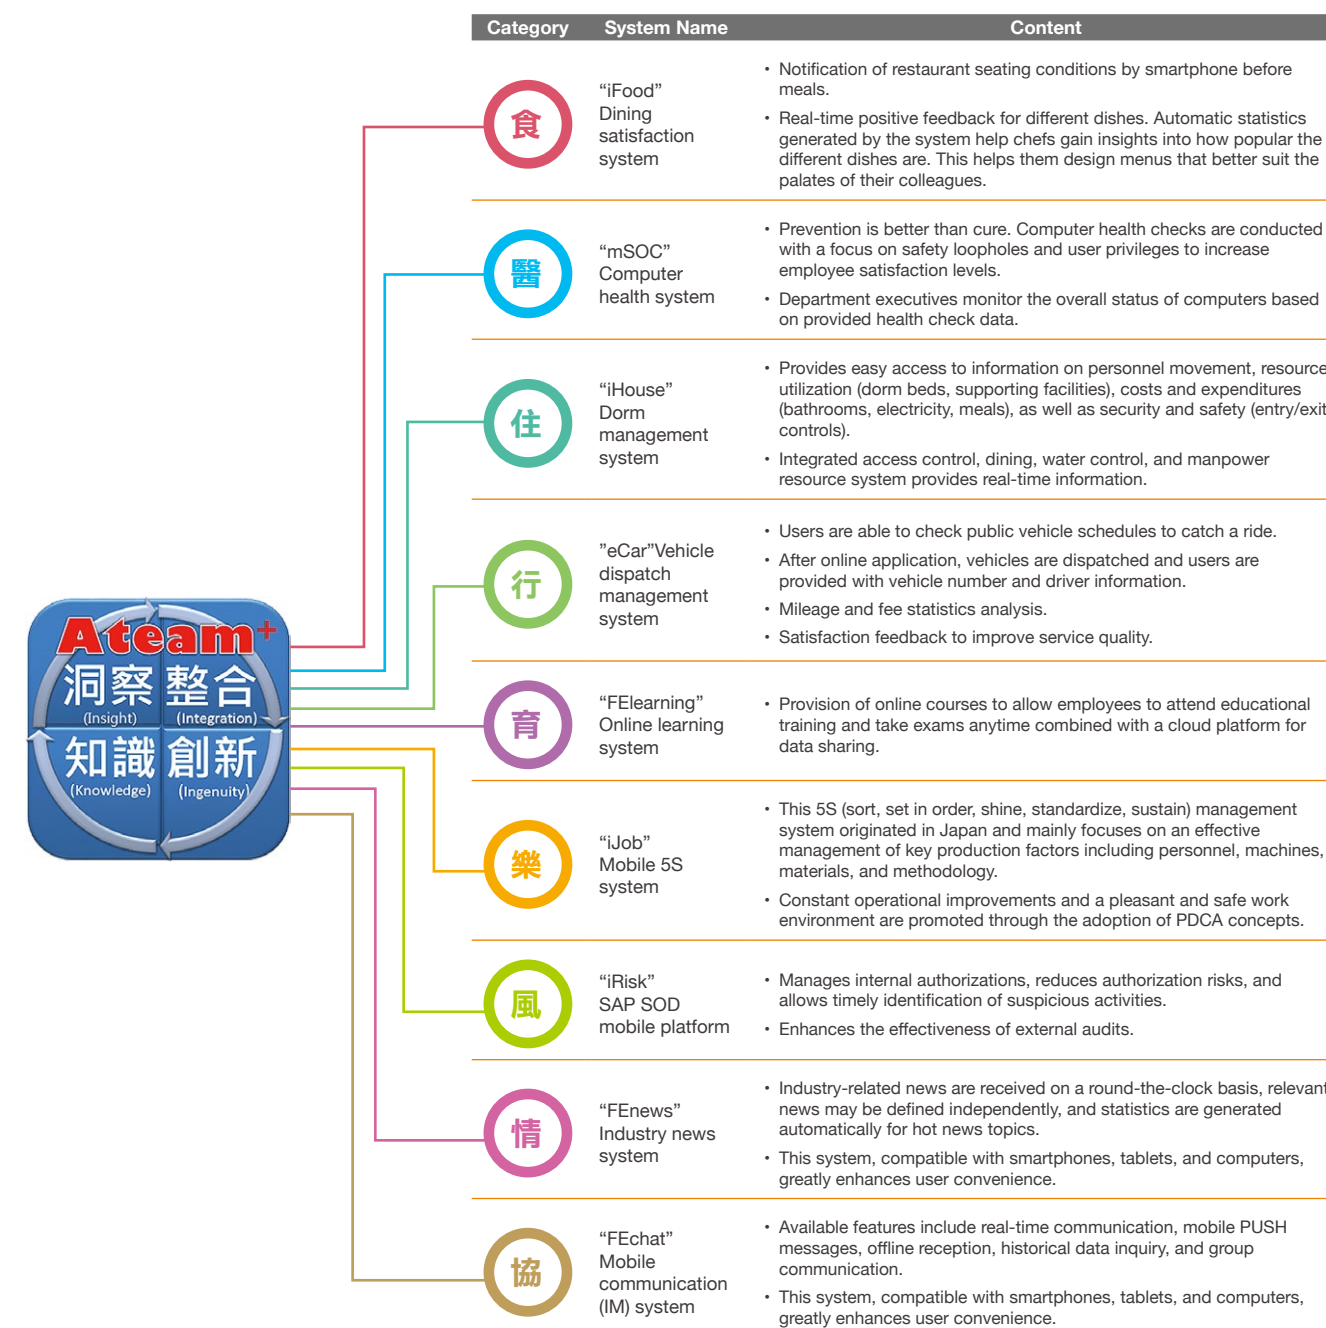 Category System Name Content
食
“iFood”
Dining
satisfaction
system
• Notification of restaurant seating conditions by smartphone before
meals.
• Real-time positive feedback for different dishes. Automatic statistics
generated by the system help chefs gain insights into how popular the
different dishes are. This helps them design menus that better suit the
palates of their colleagues.
醫
“mSOC”
Computer
health system
• Prevention is better than cure. Computer health checks are conducted
with a focus on safety loopholes and user privileges to increase
employee satisfaction levels.
• Department executives monitor the overall status of computers based
on provided health check data.
住
“iHouse”
Dorm
management
system
• Provides easy access to information on personnel movement, resource
utilization (dorm beds, supporting facilities), costs and expenditures
(bathrooms, electricity, meals), as well as security and safety (entry/exit
controls).
• Integrated access control, dining, water control, and manpower
resource system provides real-time information.
行
”eCar”Vehicle
dispatch
management
system
• Users are able to check public vehicle schedules to catch a ride.
• After online application, vehicles are dispatched and users are
provided with vehicle number and driver information.
• Mileage and fee statistics analysis.
• Satisfaction feedback to improve service quality.
Ateam+
洞察 整合
(Insight) (Integration)
知識 創新
(Knowledge) (Ingenuity)
育
“FElearning”
Online learning
system
• Provision of online courses to allow employees to attend educational
training and take exams anytime combined with a cloud platform for
data sharing.
樂
“iJob”
Mobile 5S
system
• This 5S (sort, set in order, shine, standardize, sustain) management
system originated in Japan and mainly focuses on an effective
management of key production factors including personnel, machines,
materials, and methodology.
• Constant operational improvements and a pleasant and safe work
environment are promoted through the adoption of PDCA concepts.
風
“iRisk”
SAP SOD
mobile platform
• Manages internal authorizations, reduces authorization risks, and
allows timely identification of suspicious activities.
• Enhances the effectiveness of external audits.
情
“FEnews”
Industry news
system
• Industry-related news are received on a round-the-clock basis, relevant
news may be defined independently, and statistics are generated
automatically for hot news topics.
• This system, compatible with smartphones, tablets, and computers,
greatly enhances user convenience.
協
“FEchat”
Mobile
communication
(IM) system
• Available features include real-time communication, mobile PUSH
messages, offline reception, historical data inquiry, and group
communication.
• This system, compatible with smartphones, tablets, and computers,
greatly enhances user convenience.